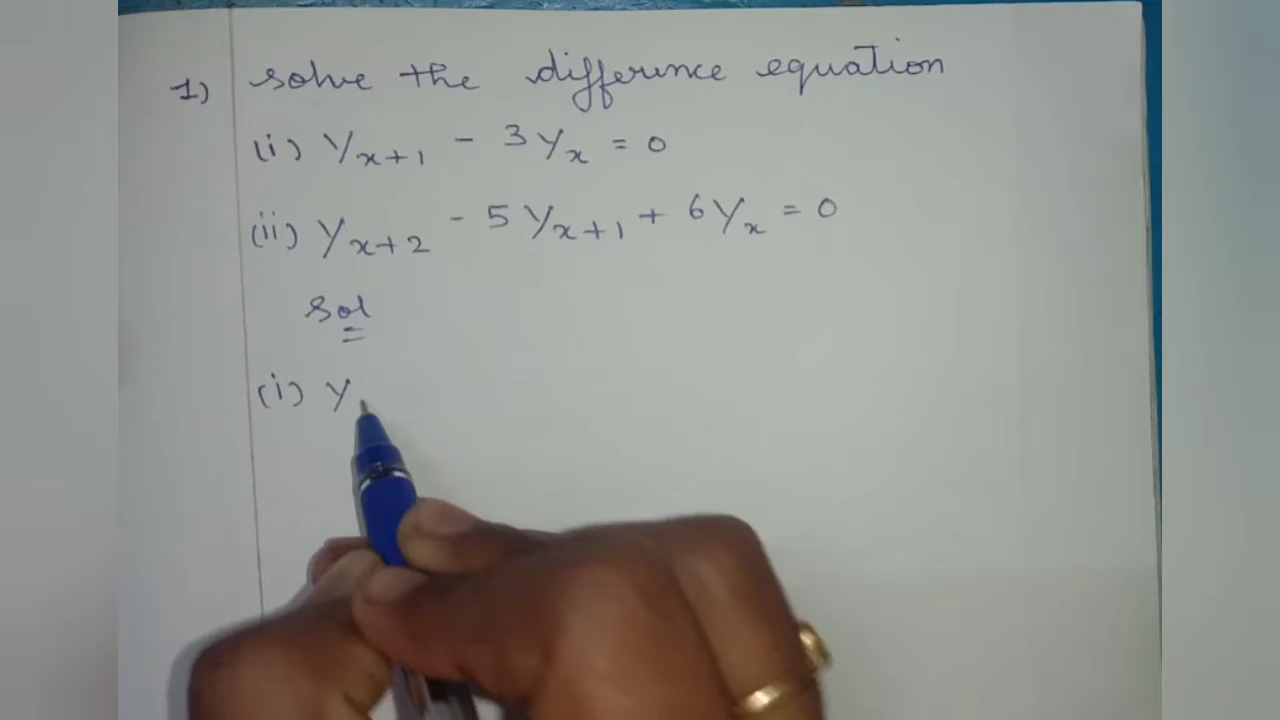 1) solve the difference equation
(i) y_{x+1} - 3y_x = 0
(ii) y_{x+2} - 5y_{x+1} + 6y_x = 0
Sol
(i) y